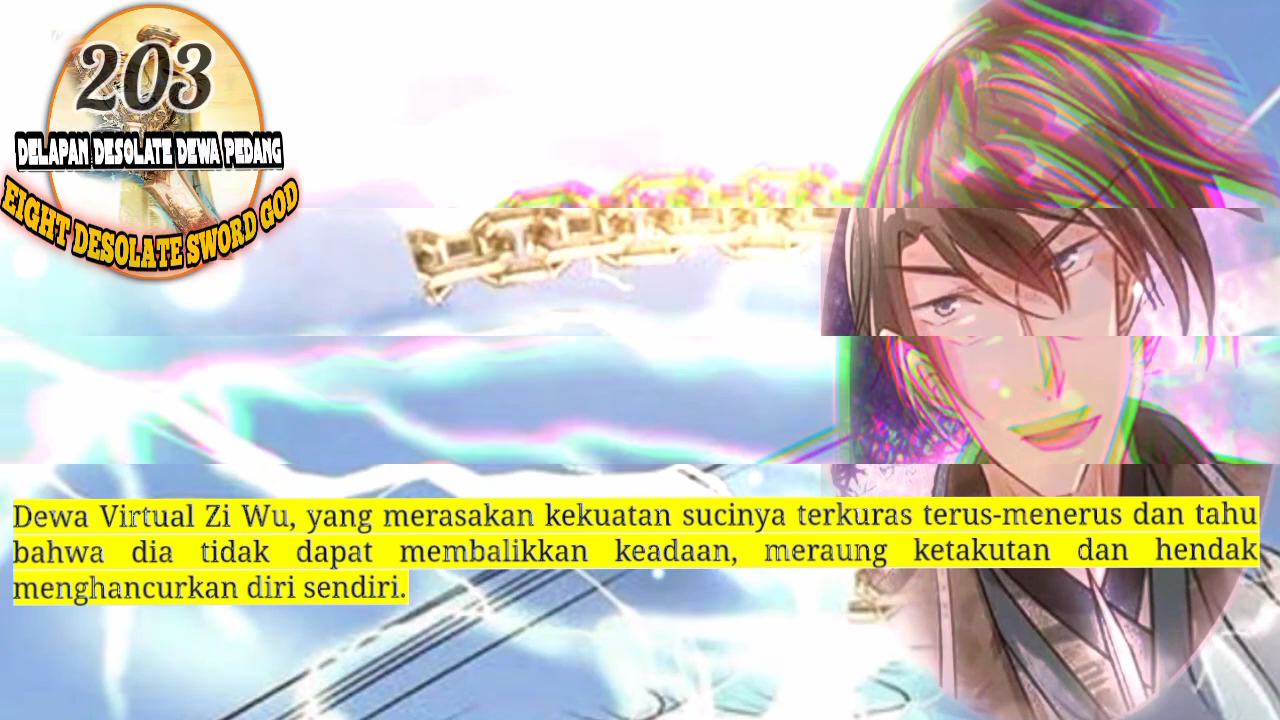 203
DELAPAN DESOLATE DEWA PEDANG
EIGHT DESOLATE SWORD GOD
Dewa Virtual Zi Wu, yang merasakan kekuatan sucinya terkuras terus-menerus dan tahu
bahwa dia tidak dapat membalikkan keadaan, meraung ketakutan dan hendak
menghancurkan diri sendiri.